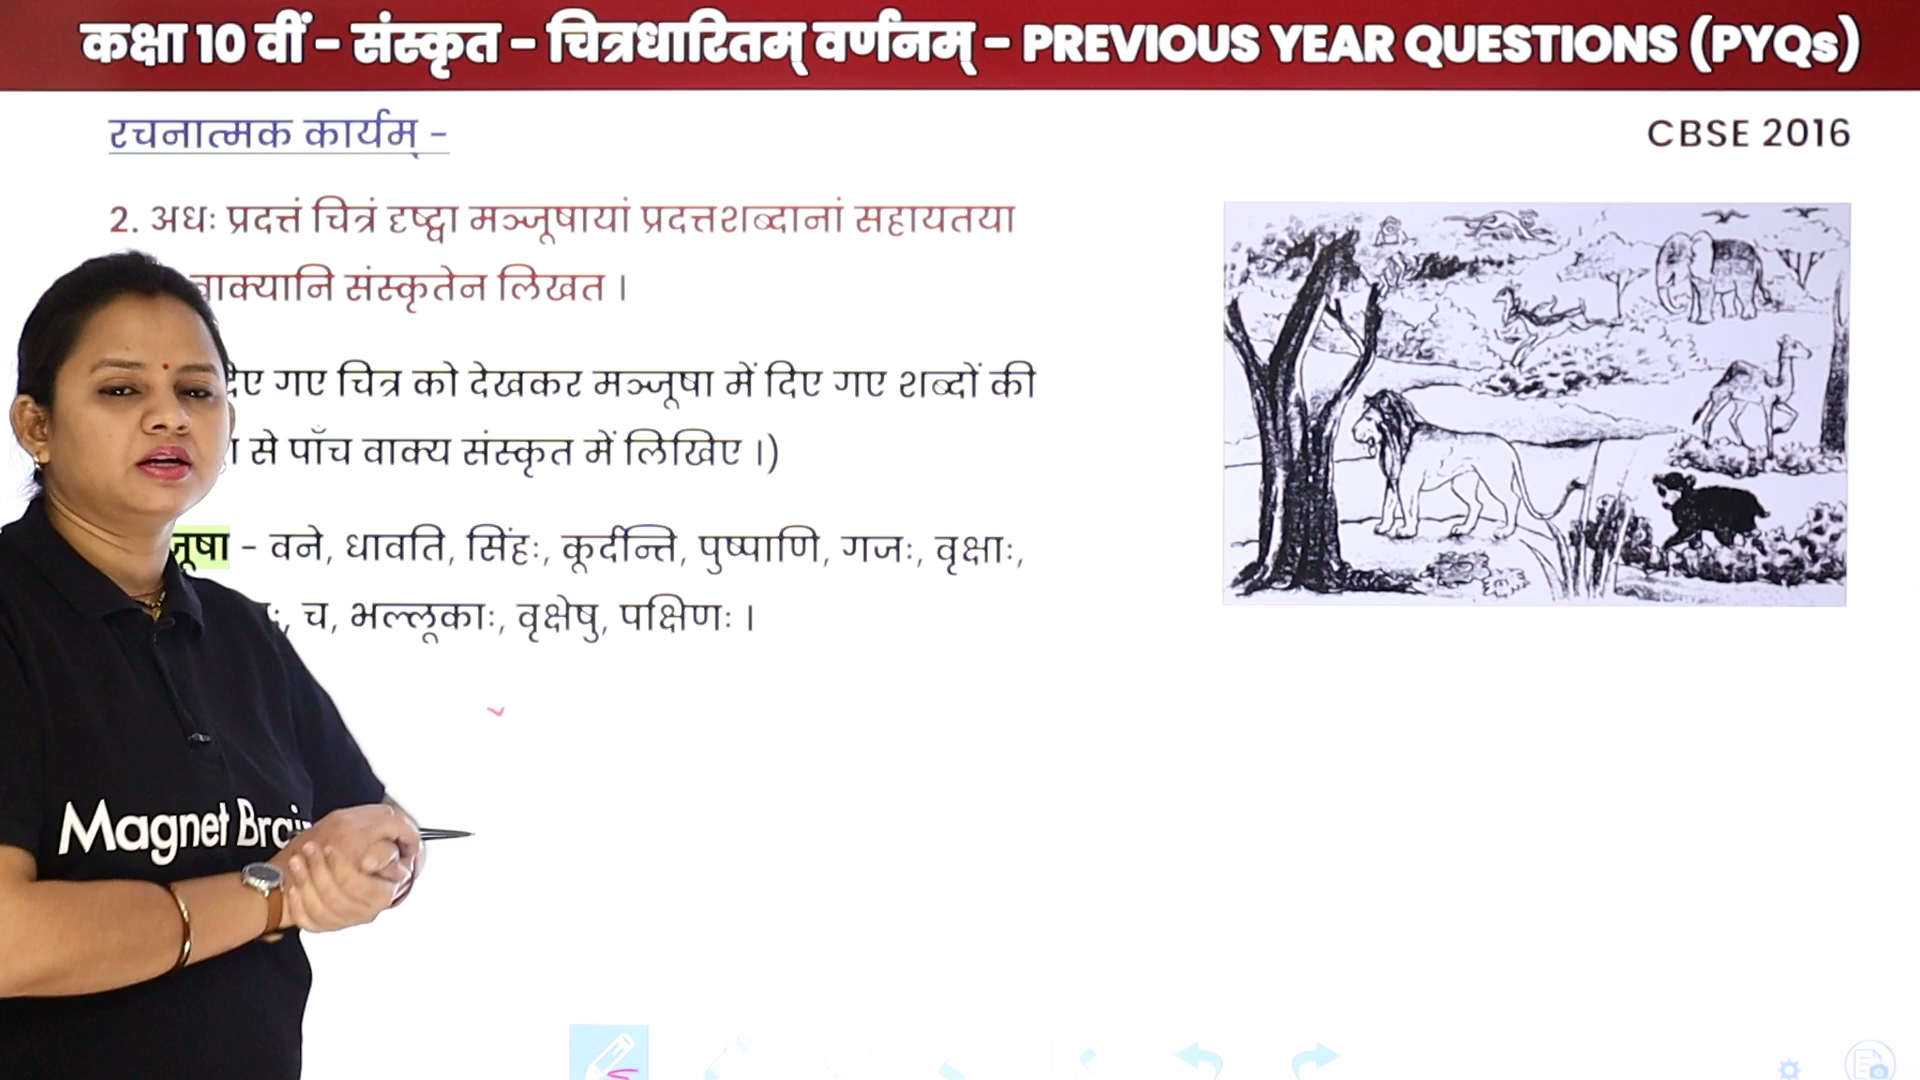 कक्षा 10 वीं - संस्कृत - चित्रधारितम् वर्णनम् - PREVIOUS YEAR QUESTIONS (PYQs)
रचनात्मक कार्यम् -
CBSE 2016
2. अधः प्रदत्तं चित्रं दृष्ट्वा मञ्जूषायां प्रदत्तशब्दानां सहायतया
वाक्यानि संस्कृतेन लिखत ।
गए चित्र को देखकर मञ्जूषा में दिए गए शब्दों की
से पाँच वाक्य संस्कृत में लिखिए ।)
- वने, धावति, सिंहः, कूर्दन्ति, पुष्पाणि, गजः, वृक्षाः,
च, भल्लूकाः, वृक्षेषु, पक्षिणः ।
Magnet